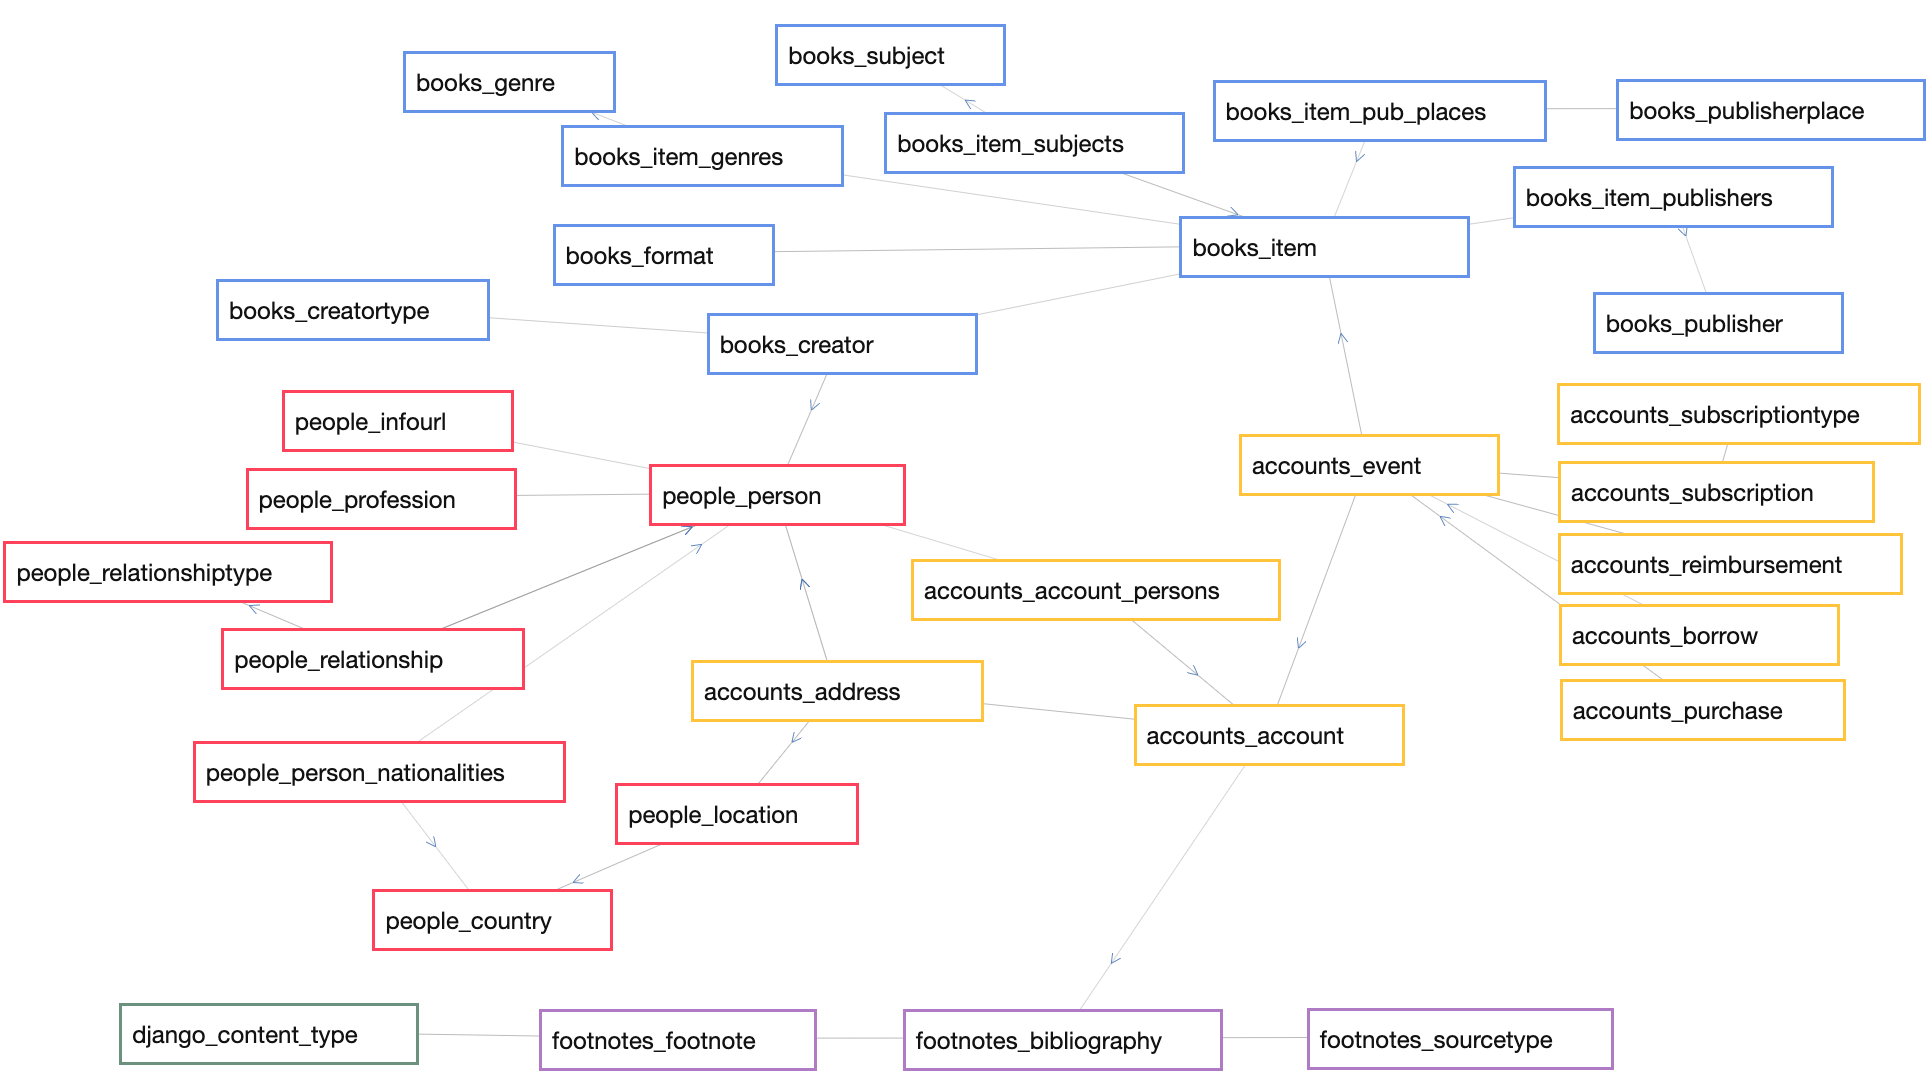 books_subject
books_genre
books_item_pub_places
books_publisherplace
books_item_subjects
books_item_genres
books_item_publishers
books_item
books_format
books_creatortype
books_publisher
books_creator
accounts_subscriptiontype
people_infourl
accounts_event
accounts_subscription
people_person
people_profession
accounts_reimbursement
people_relationshiptype
accounts_account_persons
accounts_borrow
people_relationship
accounts_address
accounts_purchase
accounts_account
people_person_nationalities
people_location
people_country
django_content_type
footnotes_footnote
footnotes_bibliography
footnotes_sourcetype